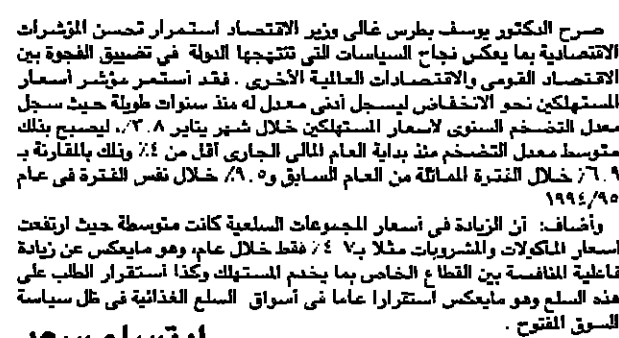 صرح الدكتور يوسف بطرس غالى وزير الاقتصاد استمرار تحسن المؤشرات
الاقتصادية بما يعكس نجاح السياسات التى تنتهجها الدولة فى تضييق الفجوة بين
الاقتصاد القومى والاقتصادات العالمية الأخرى . فقد استمر مؤشر أسعار
المستهلكين نحو الانخفاض ليسجل أدنى معدل له منذ سنوات طويلة حيث سجل
معدل التضخم السنوى لاسعار المستهلكين خلال شهر يناير ٣.٨٪، ليصبح بذلك
متوسط معدل التضخم منذ بداية العام المالى الجارى أقل من ٤٪ وذلك بالمقارنة بـ
٦.٩٪ خلال الفترة المماثلة من العام السابق و٩.٥٪ خلال نفس الفترة فى عام
١٩٩٤/٩٥
وأضاف: أن الزيادة فى أسعار المجموعات السلعية كانت متوسطة حيث ارتفعت
اسعار المأكولات والمشروبات مثلا بـ٤٧٪ فقط خلال عام، وهو مايعكس عن زيادة
فاعلية المنافسة بين القطاع الخاص بما يخدم المستهلك وكذا استقرار الطلب على
هذه السلع وهو مايعكس استقرارا عاما فى أسواق السلع الغذائية فى ظل سياسة
السوق المفتوح .